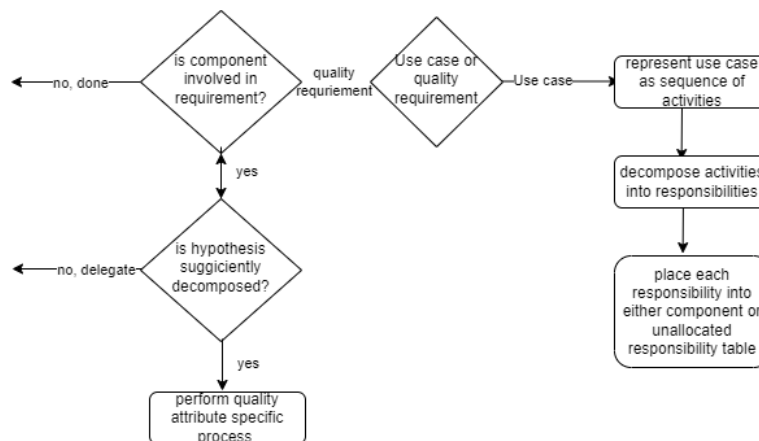 is component
involved in
requirement?
no, done
quality
requriement
Use case or
quality
requirement
Use case
represent use case
as sequence of
activities
yes
decompose activities
into responsibilities
is hypothesis
suggiciently
decomposed?
no, delegate
place each
responsibility into
either component or
unallocated
responsibility table
yes
perform quality
attribute specific
process